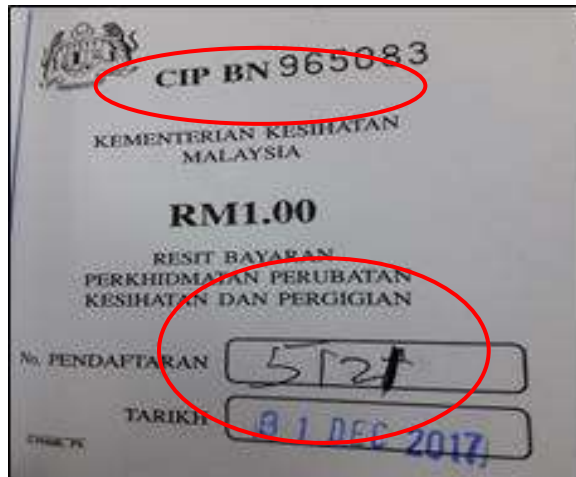 CIP BN 965083
KEMENTERIAN KESIHATAN
MALAYSIA
RM1.00
RESIT BAYARAN
PERKHIDMATAN PERUBATAN
KESIHATAN DAN PERGIGIAN
No. PENDAFTARAN
TARIKH 01 DEC 2017